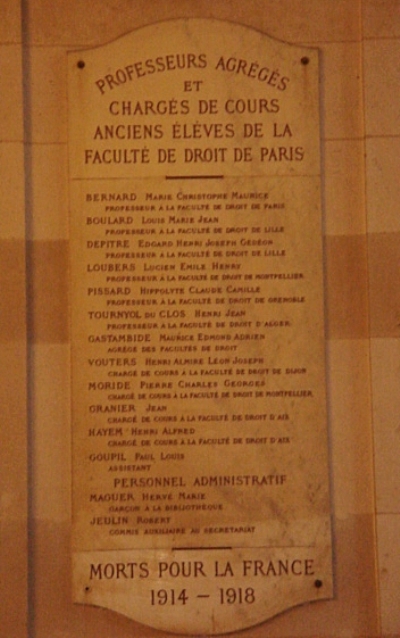 PROFESSEURS AGRÉGÉS
ET
CHARGÉS DE COURS
ANCIENS ÉLÈVES DE LA
FACULTÉ DE DROIT DE PARIS
BERNARD MARIE CHRISTOPHE MAURICE
PROFESSEUR A LA FACULTÉ DE DROIT DE PARIS
BOULARD LOUIS MARIE JEAN
PROFESSEUR A LA FACULTÉ DE DROIT DE LILLE
DEPITRE EDGARD HENRI JOSEPH GÉDÉON
PROFESSEUR A LA FACULTÉ DE DROIT DE LILLE
LOUBERS LUCIEN EMILE HENRI
PROFESSEUR A LA FACULTÉ DE DROIT DE MONTPELLIER
PISSARD HIPPOLYTE CLAUDE CAMILLE
PROFESSEUR A LA FACULTÉ DE DROIT DE GRENOBLE
TOURNYOL DU CLOS HENRI JEAN
PROFESSEUR A LA FACULTÉ DE DROIT D'ALGER
GASTAMBIDE MAURICE EDMOND ADRIEN
AGRÉGÉ DES FACULTÉS DE DROIT
VOUTERS HENRI ALMIRE LÉON JOSEPH
CHARGÉ DE COURS A LA FACULTÉ DE DROIT DE DIJON
MORIDE PIERRE CHARLES GEORGES
CHARGÉ DE COURS A LA FACULTÉ DE DROIT DE MONTPELLIER
GRANIER JEAN
CHARGÉ DE COURS A LA FACULTÉ DE DROIT D'AIX
HAYEM HENRI ALFRED
CHARGÉ DE COURS A LA FACULTÉ DE DROIT D'AIX
GOUPIL PAUL LOUIS
ASSISTANT
PERSONNEL ADMINISTRATIF
MAGUER HERVÉ MARIE
GARÇON A LA BIBLIOTHÈQUE
JEULIN ROBERT
COMMIS AUXILIAIRE AU SECRÉTARIAT
MORTS POUR LA FRANCE
1914 – 1918